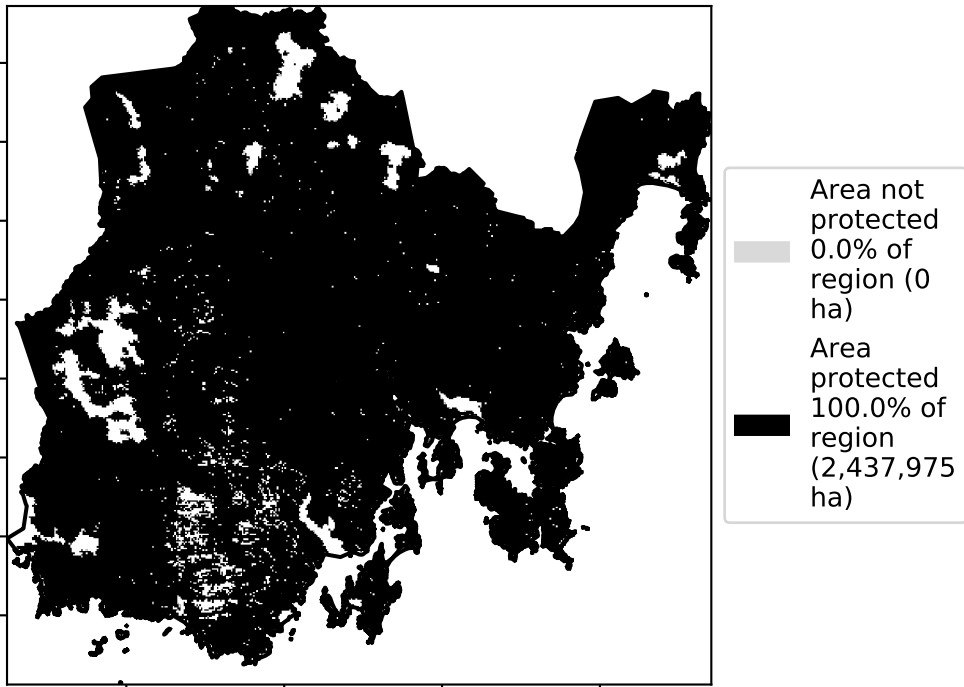 Area not
protected
0.0% of
region (0
ha)
Area
protected
100.0% of
region
(2,437,975
ha)